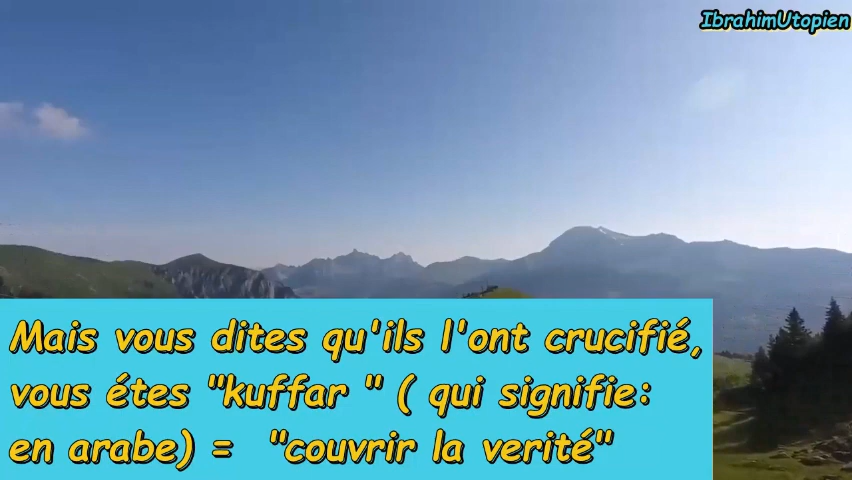 IbrahimUtopien
Mais vous dites qu'ils l'ont crucifié,
vous étes "kuffar " ( qui signifie:
en arabe) = "couvrir la verité"